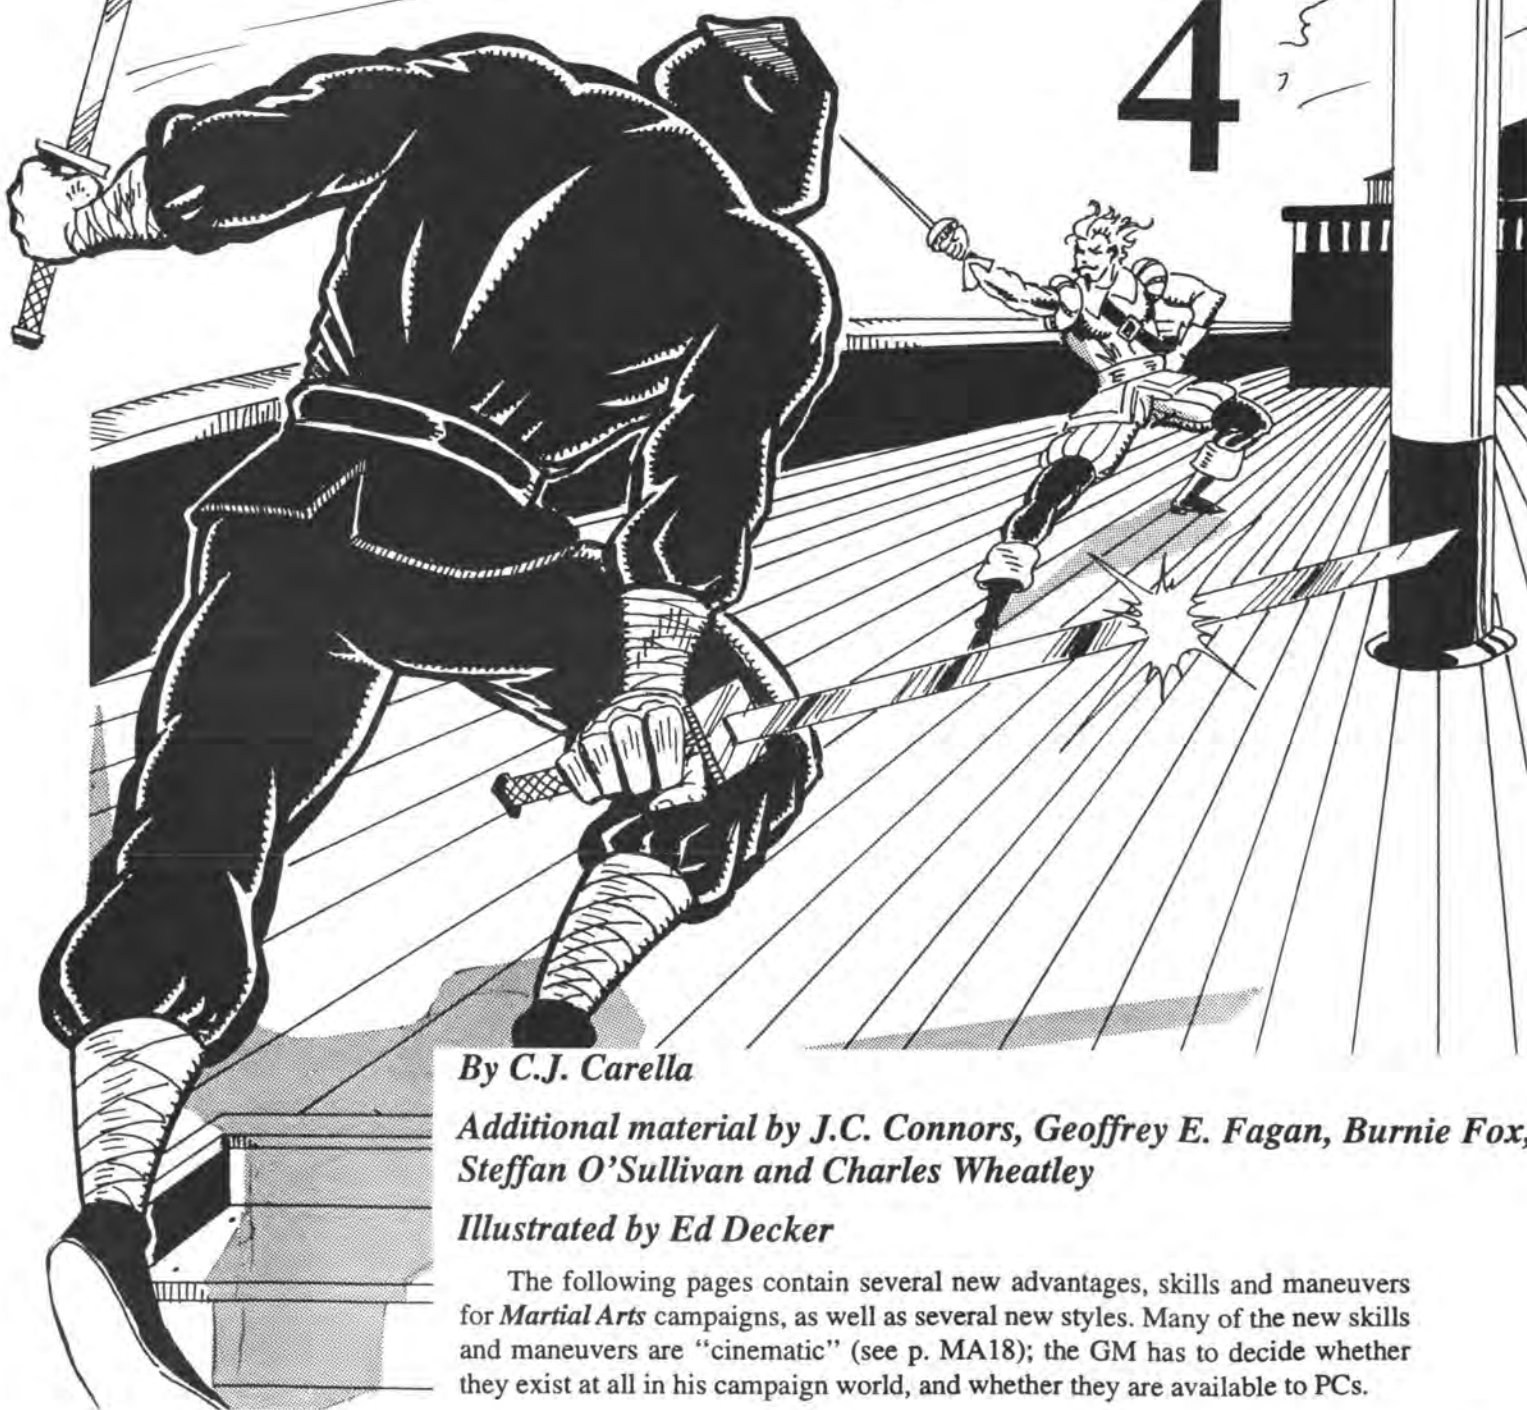 4
By C.J. Carella
Additional material by J.C. Connors, Geoffrey E. Fagan, Burnie Fox,
Steffan O'Sullivan and Charles Wheatley
Illustrated by Ed Decker
The following pages contain several new advantages, skills and maneuvers
for Martial Arts campaigns, as well as several new styles. Many of the new skills
and maneuvers are “cinematic” (see p. MA18); the GM has to decide whether
they exist at all in his campaign world, and whether they are available to PCs.